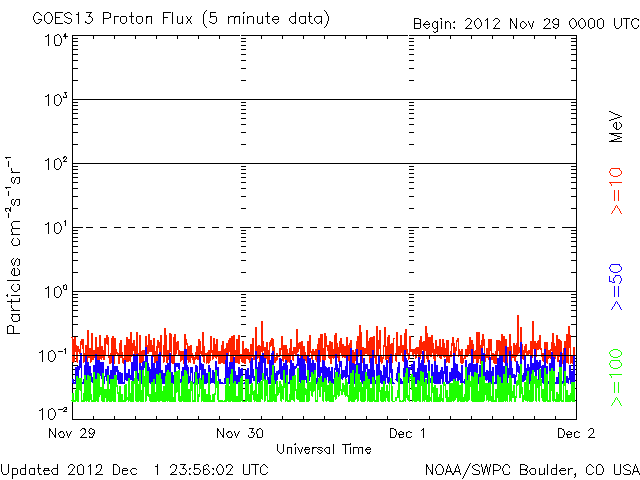 GOES13 Proton Flux (5 minute data)
Begin: 2012 Nov 29 0000 UTC
10⁴
10³
10²
10¹
10⁰
10⁻¹
10⁻²
Particles cm⁻²s⁻¹sr⁻¹
MeV
>=10
>=50
>=100
Nov 29
Nov 30
Dec 1
Dec 2
Universal Time
Updated 2012 Dec 1 23:56:02 UTC
NOAA/SWPC Boulder, CO USA